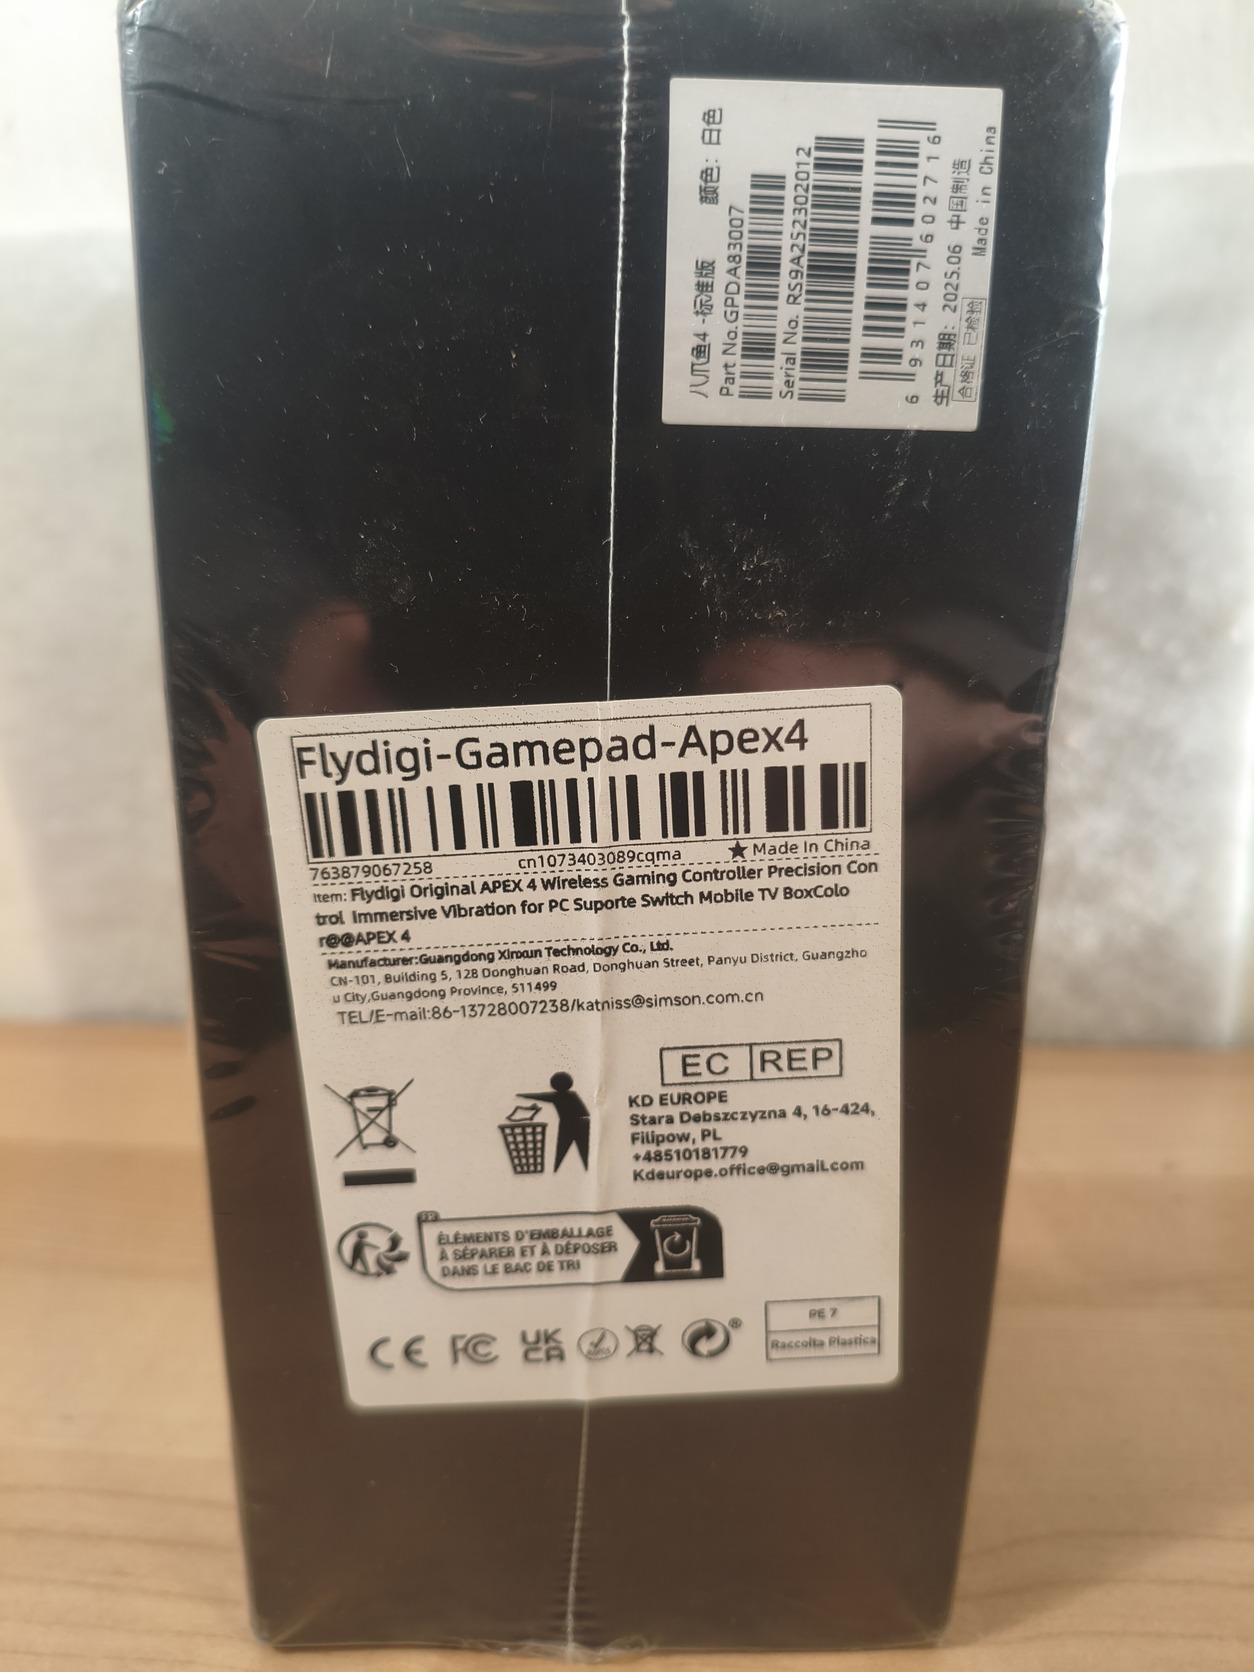 八爪鱼4 -标准版 颜色：白色
Part No.GPDA83007
Serial No. RS9A2S2302012
6 931407 602716
生产日期：2025.06 中国制造
合格证 已检验 Made in China
Flydigi-Gamepad-Apex4
763879067258 cn1073403089cqma ★ Made In China
Item: Flydigi Original APEX 4 Wireless Gaming Controller Precision Con
trol Immersive Vibration for PC Suporte Switch Mobile TV BoxColo
r@@APEX 4
Manufacturer:Guangdong Xinxun Technology Co., Ltd.
CN-101, Building 5, 128 Donghuan Road, Donghuan Street, Panyu District, Guangzho
u City,Guangdong Province, 511499
TEL/E-mail:86-13728007238/katniss@simson.com.cn
EC REP
KD EUROPE
Stara Debszczyzna 4, 16-424,
Filipow, PL
+48510181779
Kdeurope.office@gmail.com
FR
ÉLÉMENTS D'EMBALLAGE
À SÉPARER ET À DÉPOSER
DANS LE BAC DE TRI
CE FC UK CA ®
PE 7
Raccolta Plastica